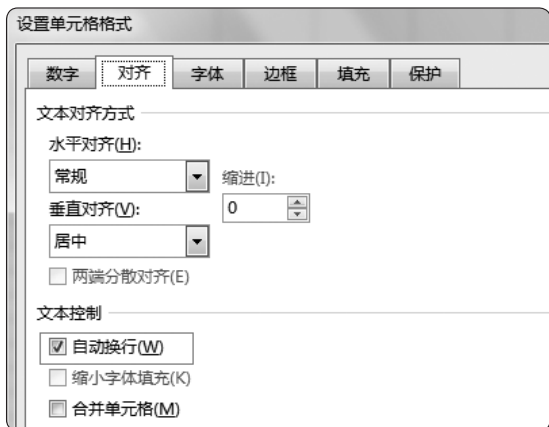 设置单元格格式
数字 对齐 字体 边框 填充 保护
文本对齐方式
水平对齐(H):
常规 缩进(I):
垂直对齐(V): 0
居中
两端分散对齐(E)
文本控制
自动换行(W)
缩小字体填充(K)
合并单元格(M)